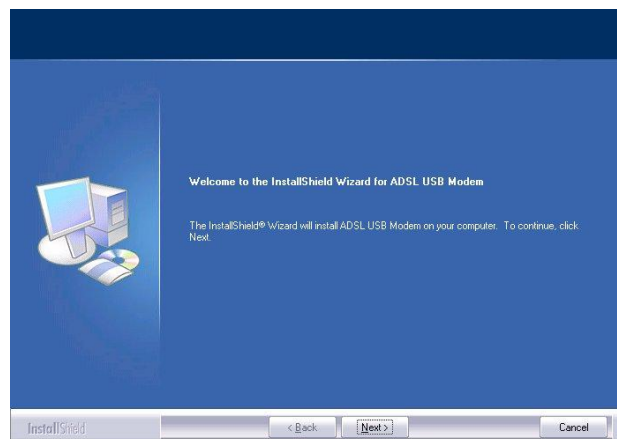 Welcome to the InstallShield Wizard for ADSL USB Modem
The InstallShield® Wizard will install ADSL USB Modem on your computer. To continue, click
Next.
InstallShield
< Back
Next >
Cancel